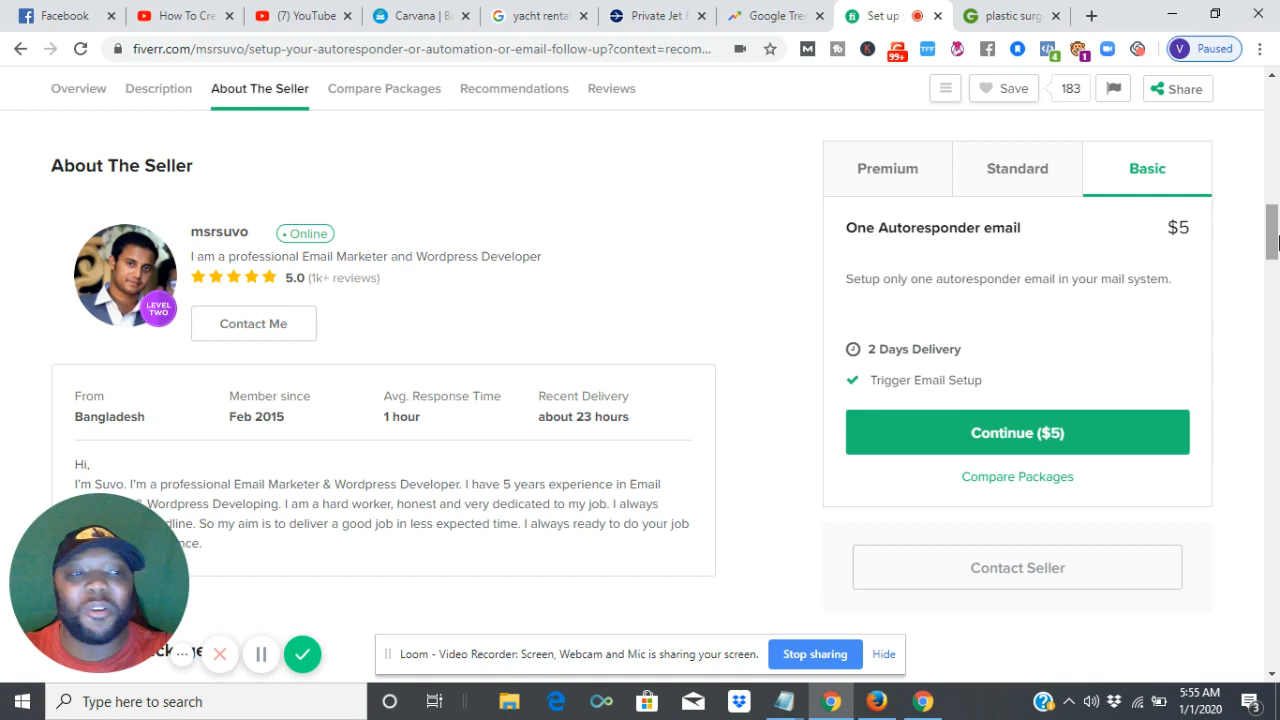 Facebook
How To Cre
(7) YouTube
Carvana | B
yacht rental
Private Jet F
Google Tre
Set up
plastic surg
fiverr.com/msrsuvo/setup-your-autoresponder-or-automation-or-email-follow-up?context=recom...
99+
TFF
4
1
V
Paused
Overview
Description
About The Seller
Compare Packages
Recommendations
Reviews
Save
183
Share
About The Seller
msrsuvo
• Online
I am a professional Email Marketer and Wordpress Developer
5.0 (1k+ reviews)
LEVEL
TWO
Contact Me
From
Member since
Avg. Response Time
Recent Delivery
Bangladesh
Feb 2015
1 hour
about 23 hours
Hi,
I'm Suvo. I'm a professional Email Marketer & Wordpress Developer. I have 5 years experience in Email
& Wordpress Developing. I am a hard worker, honest and very dedicated to my job. I always
dline. So my aim is to deliver a good job in less expected time. I always ready to do your job
nce.
Premium
Standard
Basic
One Autoresponder email
$5
Setup only one autoresponder email in your mail system.
2 Days Delivery
Trigger Email Setup
Continue ($5)
Compare Packages
Contact Seller
Loom - Video Recorder: Screen, Webcam and Mic is sharing your screen.
Stop sharing
Hide
Type here to search
5:55 AM
1/1/2020
3